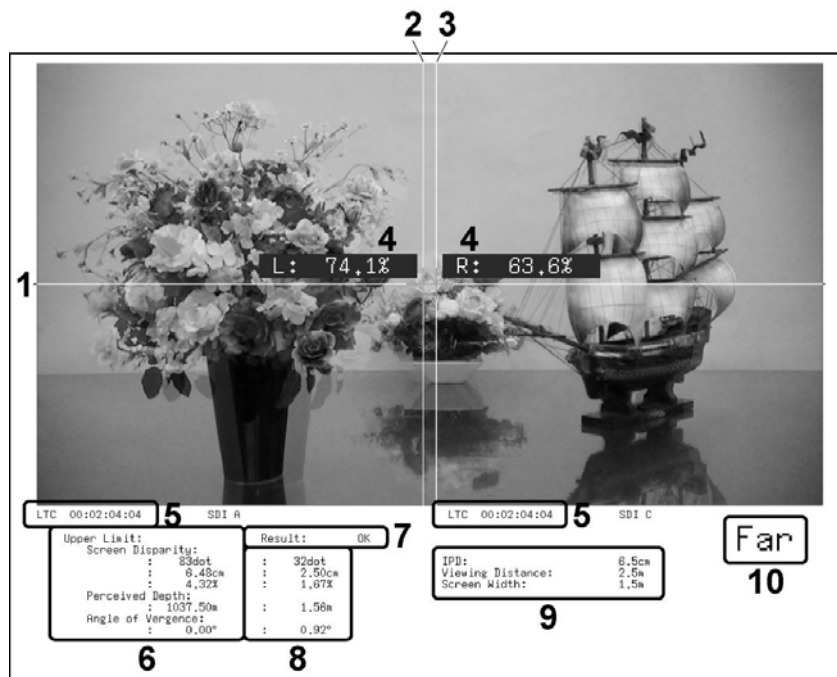 2 3
4 4
L: 74.1% R: 63.6%
1
LTC 00:02:04:04 5 SDI A LTC 00:02:04:04 5 SDI C
7
Upper Limit: Result: OK
Screen Disparity:
: 83dot : 32dot
: 6.48cm : 2.50cm
: 4.32% : 1.67%
Perceived Depth:
: 1037.50m : 1.56m
Angle of Vergence:
: 0.00° : 0.92°
IPD: 6.5cm
Viewing Distance: 2.5m
Screen Width: 1.5m
Far
6 8 9 10